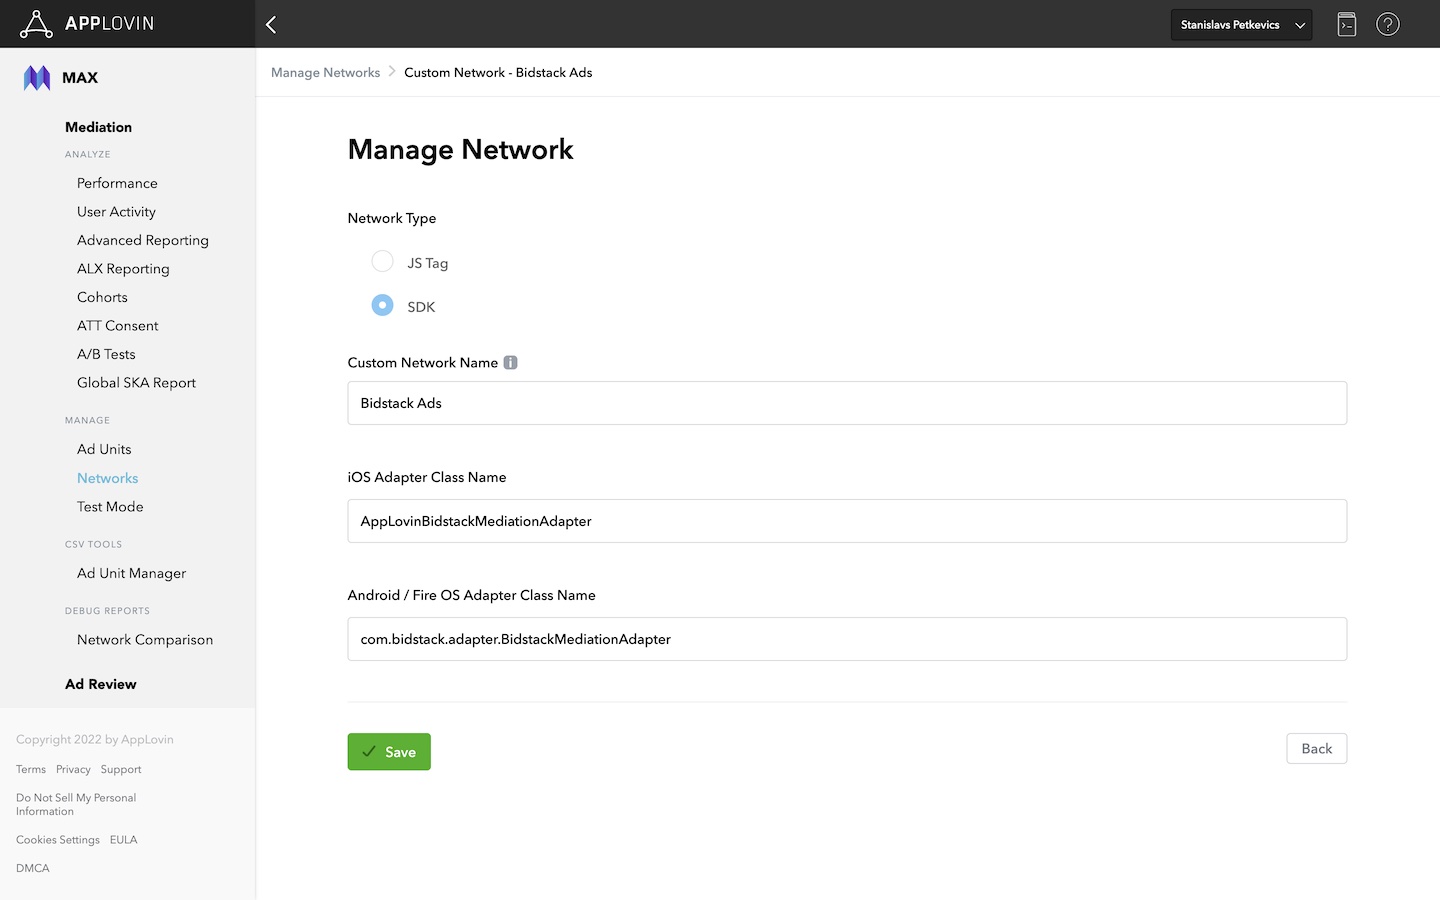 APPLOVIN
Stanislavs Petkevics
MAX
Manage Networks > Custom Network - Bidstack Ads
Mediation
ANALYZE
Performance
User Activity
Advanced Reporting
ALX Reporting
Cohorts
ATT Consent
A/B Tests
Global SKA Report
MANAGE
Ad Units
Networks
Test Mode
CSV TOOLS
Ad Unit Manager
DEBUG REPORTS
Network Comparison
Ad Review
Copyright 2022 by AppLovin
Terms Privacy Support
Do Not Sell My Personal
Information
Cookies Settings EULA
DMCA
Manage Network
Network Type
JS Tag
SDK
Custom Network Name i
Bidstack Ads
iOS Adapter Class Name
AppLovinBidstackMediationAdapter
Android / Fire OS Adapter Class Name
com.bidstack.adapter.BidstackMediationAdapter
Save
Back